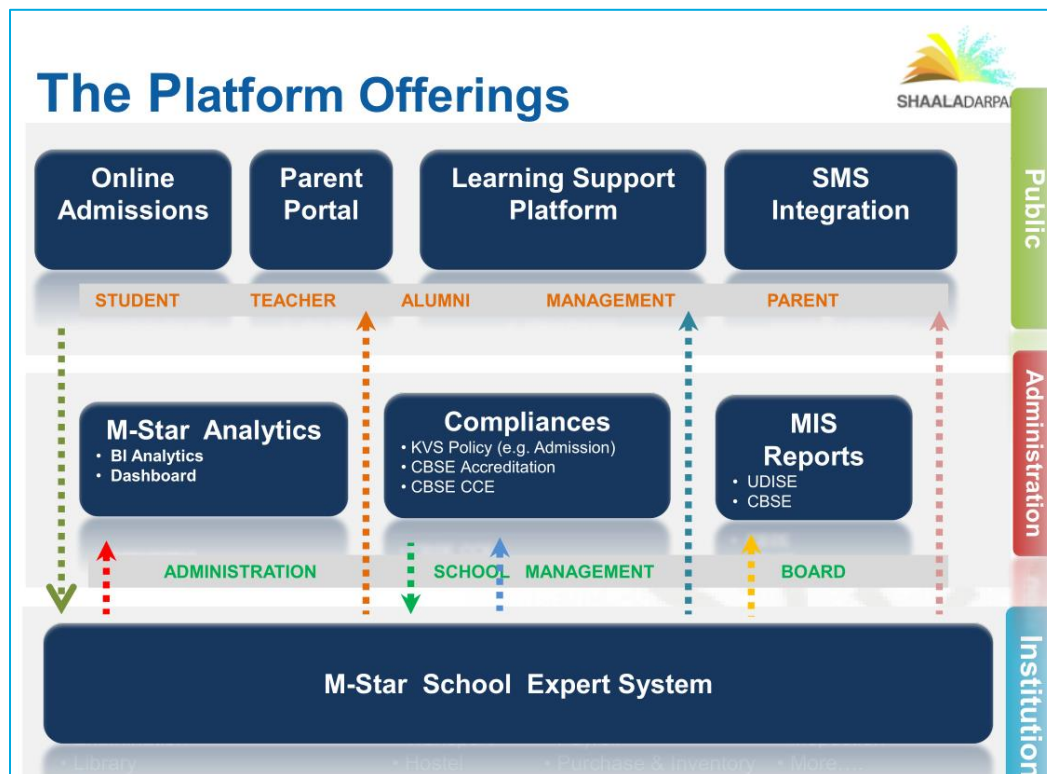 The Platform Offerings
SHAALADARPA
Online
Admissions
Parent
Portal
Learning Support
Platform
SMS
Integration
Public
STUDENT TEACHER ALUMNI MANAGEMENT PARENT
M-Star Analytics
• BI Analytics
• Dashboard
Compliances
• KVS Policy (e.g. Admission)
• CBSE Accreditation
• CBSE CCE
MIS
Reports
• UDISE
• CBSE
Administration
ADMINISTRATION SCHOOL MANAGEMENT BOARD
M-Star School Expert System
Institution
• Library • Hostel • Purchase & Inventory • More....